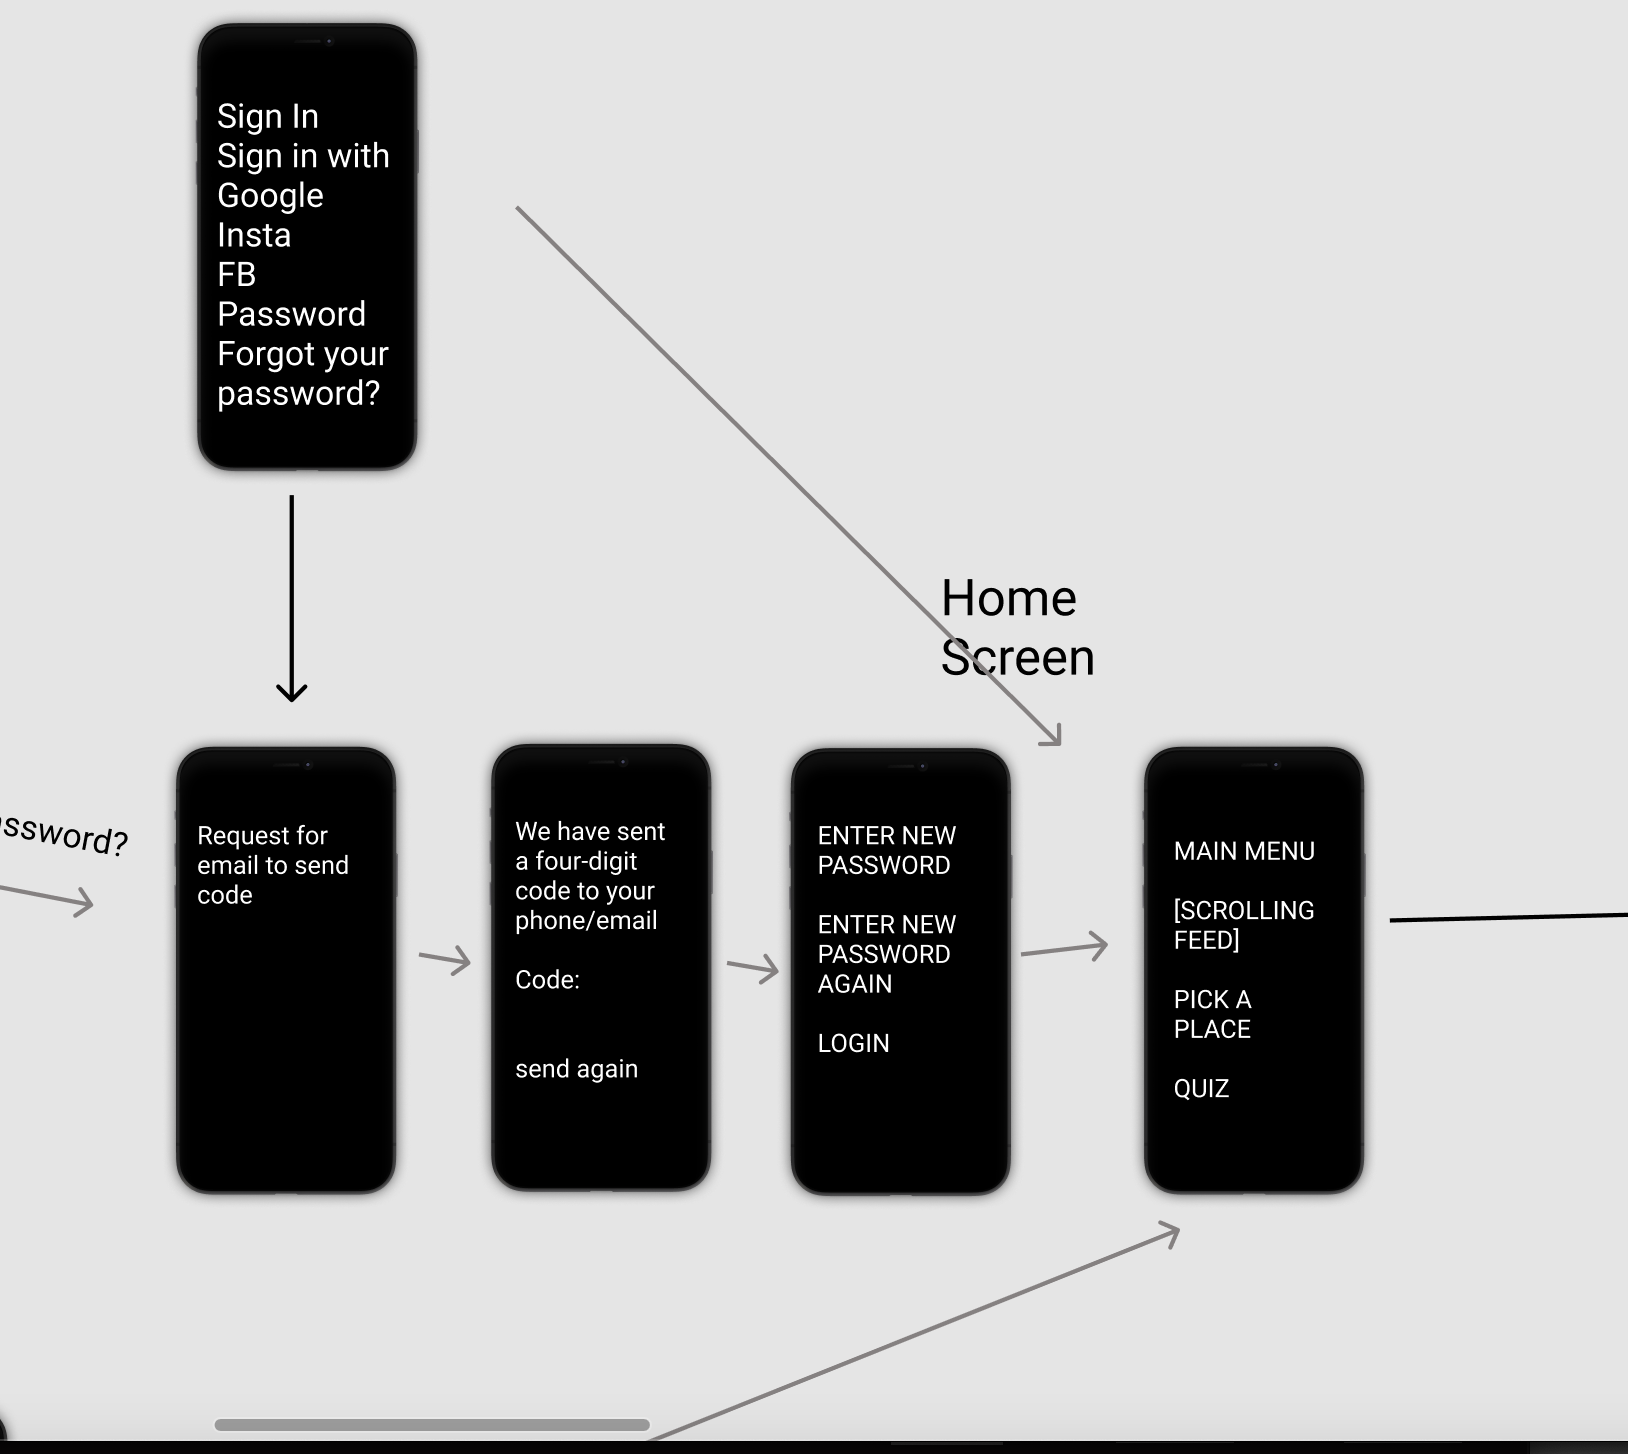 Sign In
Sign in with
Google
Insta
FB
Password
Forgot your
password?
Home
Screen
Request for
email to send
code
We have sent
a four-digit
code to your
phone/email
Code:
send again
ENTER NEW
PASSWORD
ENTER NEW
PASSWORD
AGAIN
LOGIN
MAIN MENU
[SCROLLING
FEED]
PICK A
PLACE
QUIZ